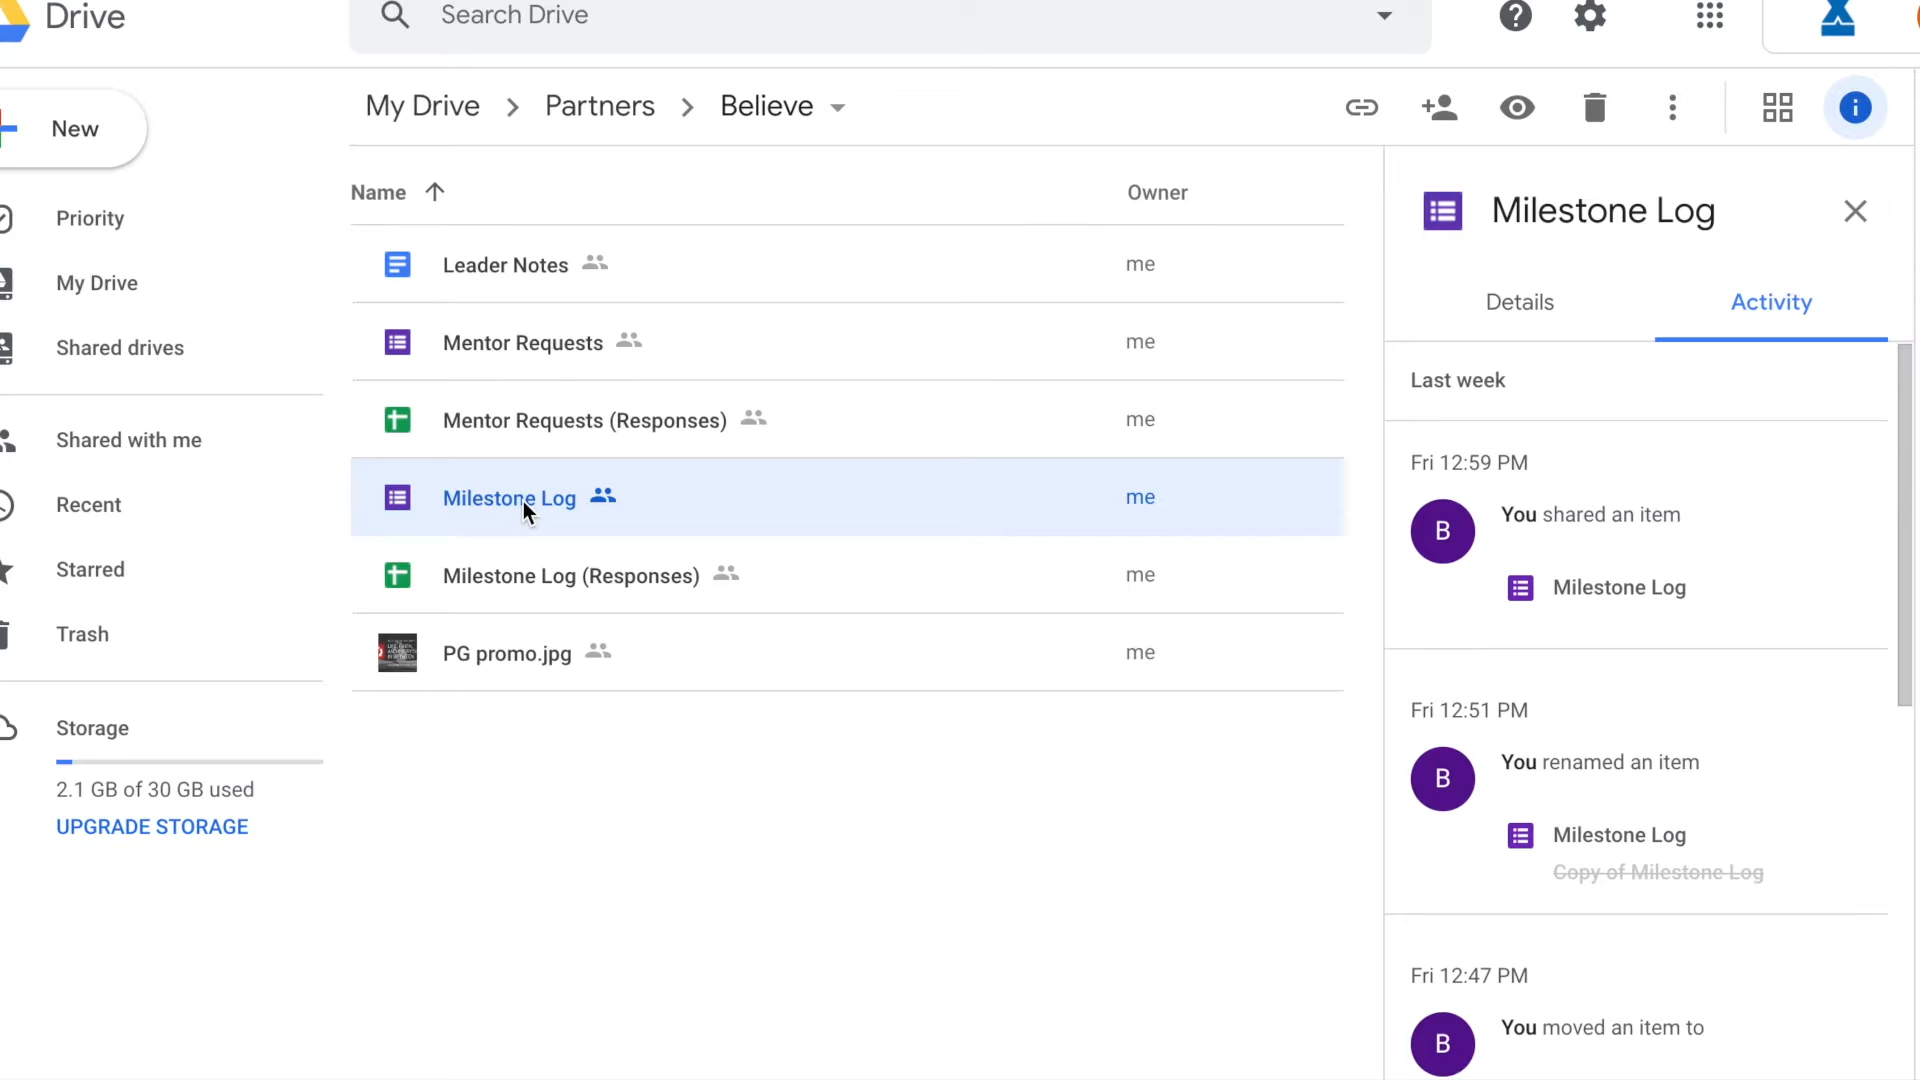 Drive
Search Drive
New
My Drive
Partners
Believe
Priority
My Drive
Shared drives
Shared with me
Recent
Starred
Trash
Storage
2.1 GB of 30 GB used
UPGRADE STORAGE
Name
Owner
Leader Notes
me
Mentor Requests
me
Mentor Requests (Responses)
me
Milestone Log
me
Milestone Log (Responses)
me
PG promo.jpg
me
Milestone Log
Details
Activity
Last week
Fri 12:59 PM
B
You shared an item
Milestone Log
Fri 12:51 PM
B
You renamed an item
Milestone Log
Copy of Milestone Log
Fri 12:47 PM
B
You moved an item to